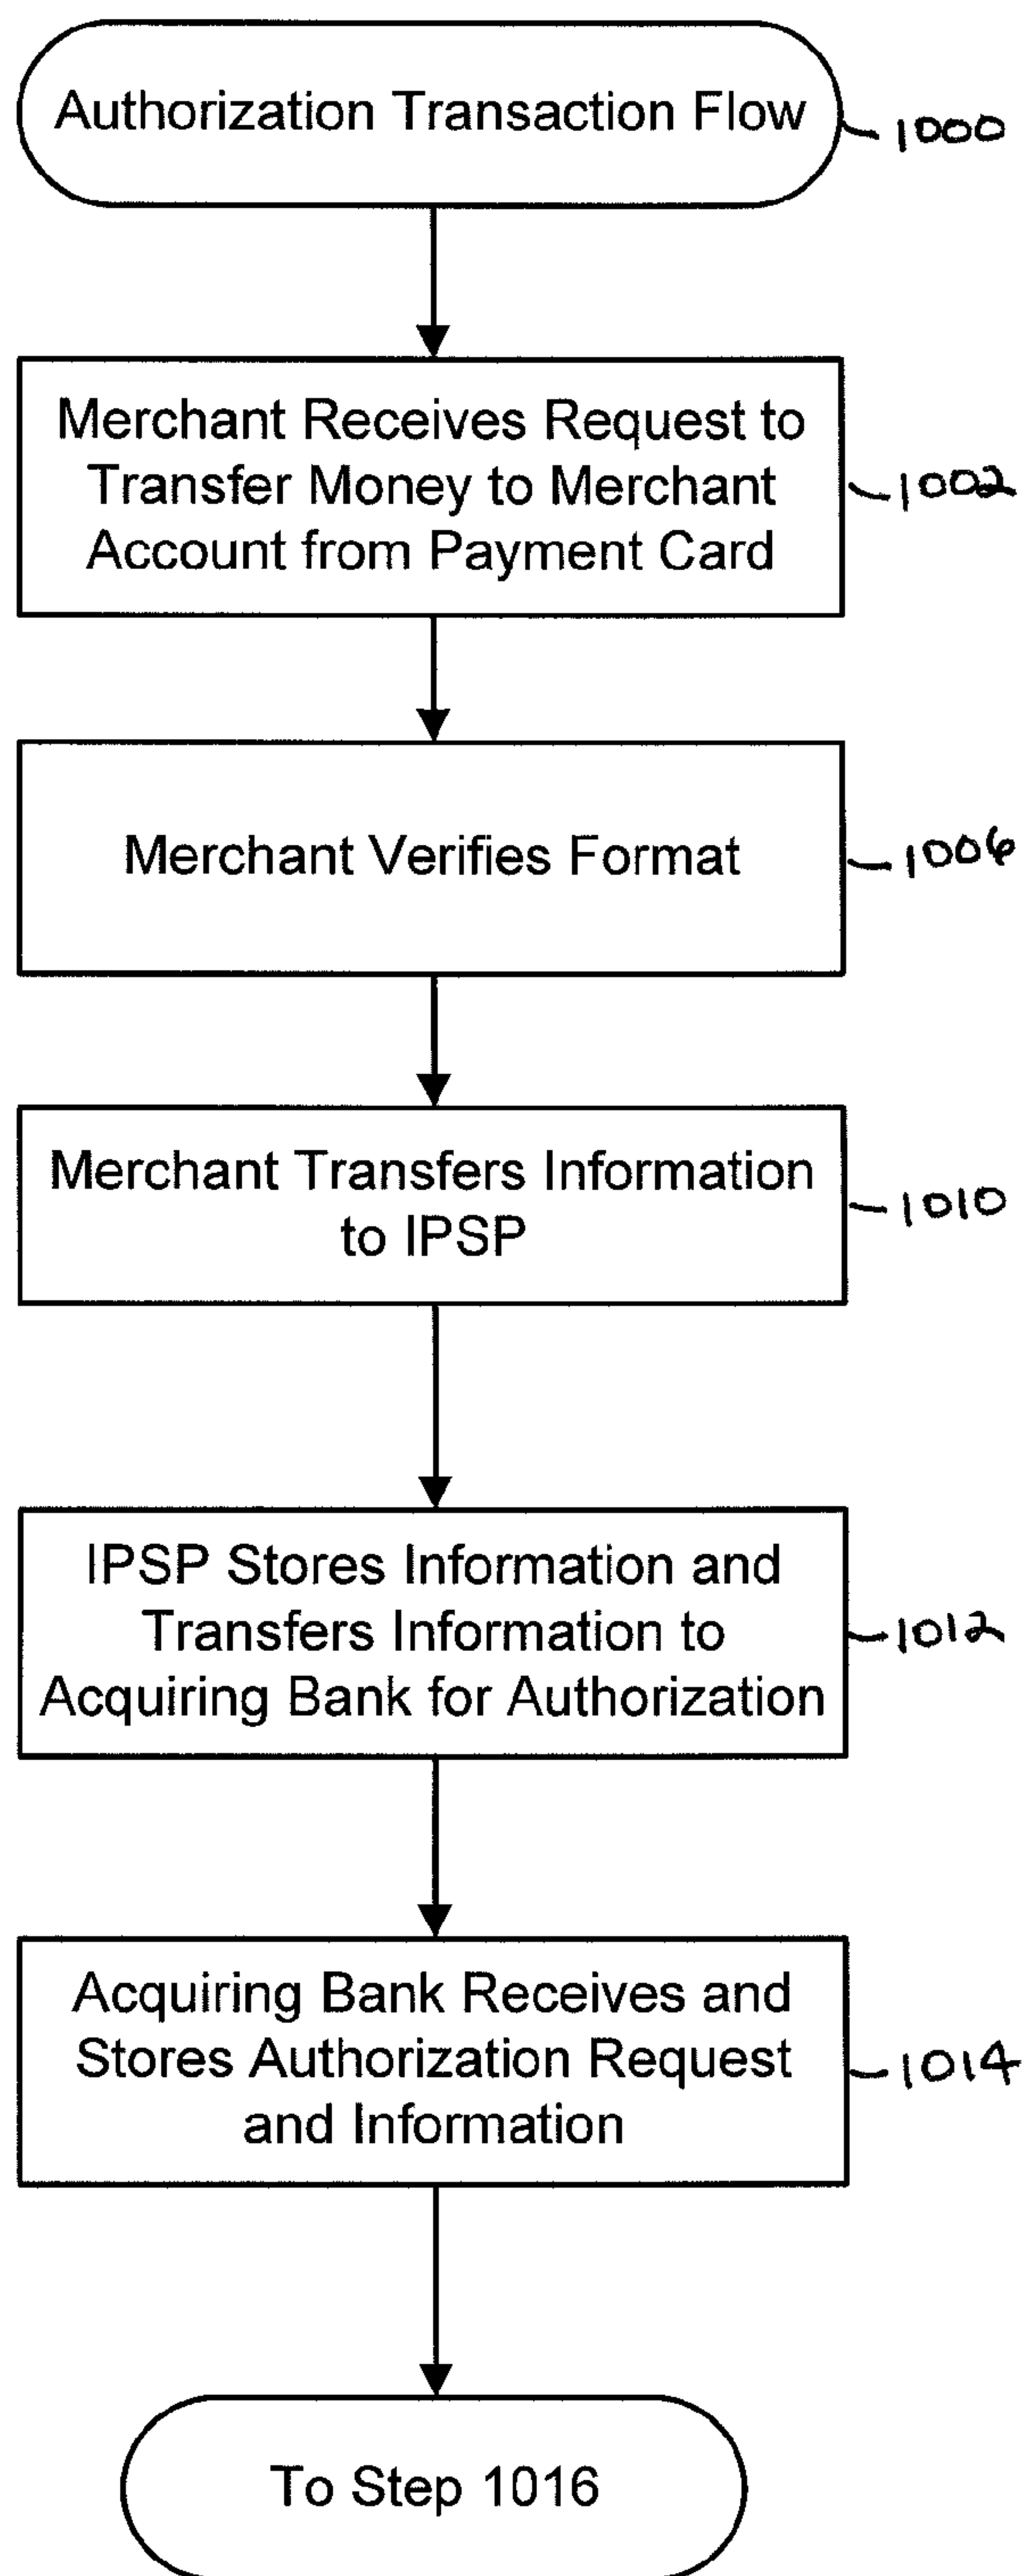 Authorization Transaction Flow
1000
Merchant Receives Request to
Transfer Money to Merchant
Account from Payment Card
1002
Merchant Verifies Format
1006
Merchant Transfers Information
to IPSP
1010
IPSP Stores Information and
Transfers Information to
Acquiring Bank for Authorization
1012
Acquiring Bank Receives and
Stores Authorization Request
and Information
1014
To Step 1016